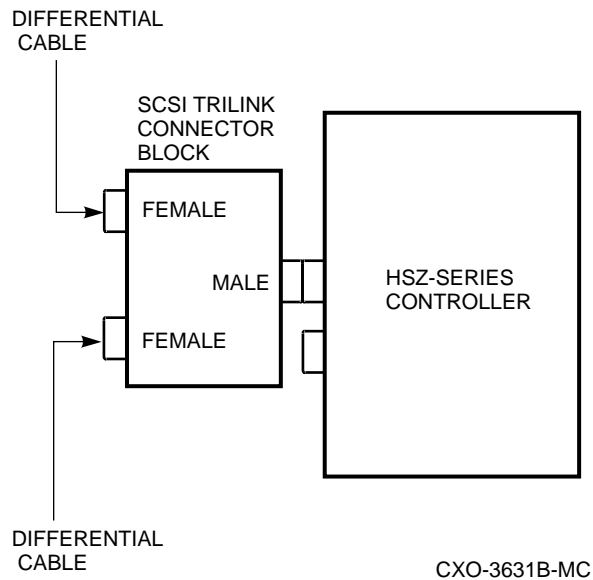 DIFFERENTIAL
CABLE
SCSI TRILINK
CONNECTOR
BLOCK
FEMALE
MALE
FEMALE
HSZ-SERIES
CONTROLLER
DIFFERENTIAL
CABLE
CXO-3631B-MC